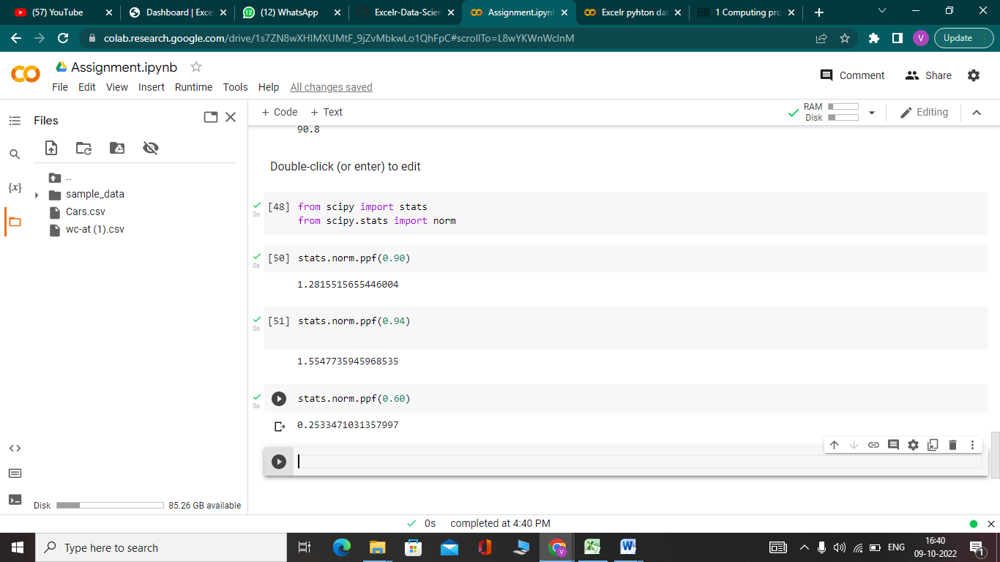 (57) YouTube
Dashboard | Exce
(12) WhatsApp
Excelr-Data-Scien
Assignment.ipyn
Excelr pyhton da
1 Computing pro
colab.research.google.com/drive/1s7ZN8wXHIMXUMtF_9jZvMbkwLo1QhFpC#scrollTo=L8wYKWnWcInM
V
Update
Assignment.ipynb
File Edit View Insert Runtime Tools Help All changes saved
Comment
Share
Files
+ Code + Text
RAM
Disk
Editing
90.8
Double-click (or enter) to edit
..
sample_data
Cars.csv
wc-at (1).csv
{x}
[48] from scipy import stats
from scipy.stats import norm
0s
[50] stats.norm.ppf(0.90)
0s
1.2815515655446004
[51] stats.norm.ppf(0.94)
0s
1.5547735945968535
stats.norm.ppf(0.60)
0s
0.2533471031357997
Disk 85.26 GB available
0s completed at 4:40 PM
Type here to search
ENG
16:40
09-10-2022
1